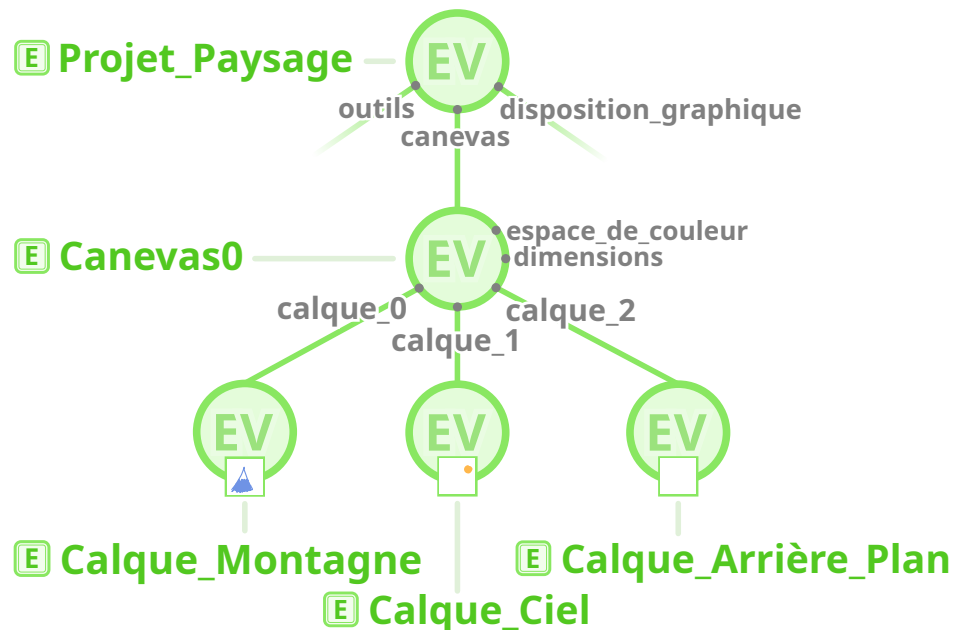 E Projet_Paysage
EV
outils
disposition_graphique
canevas
E Canevas0
EV
espace_de_couleur
dimensions
calque_0
calque_2
calque_1
EV
EV
EV
E Calque_Montagne
E Calque_Arrière_Plan
E Calque_Ciel